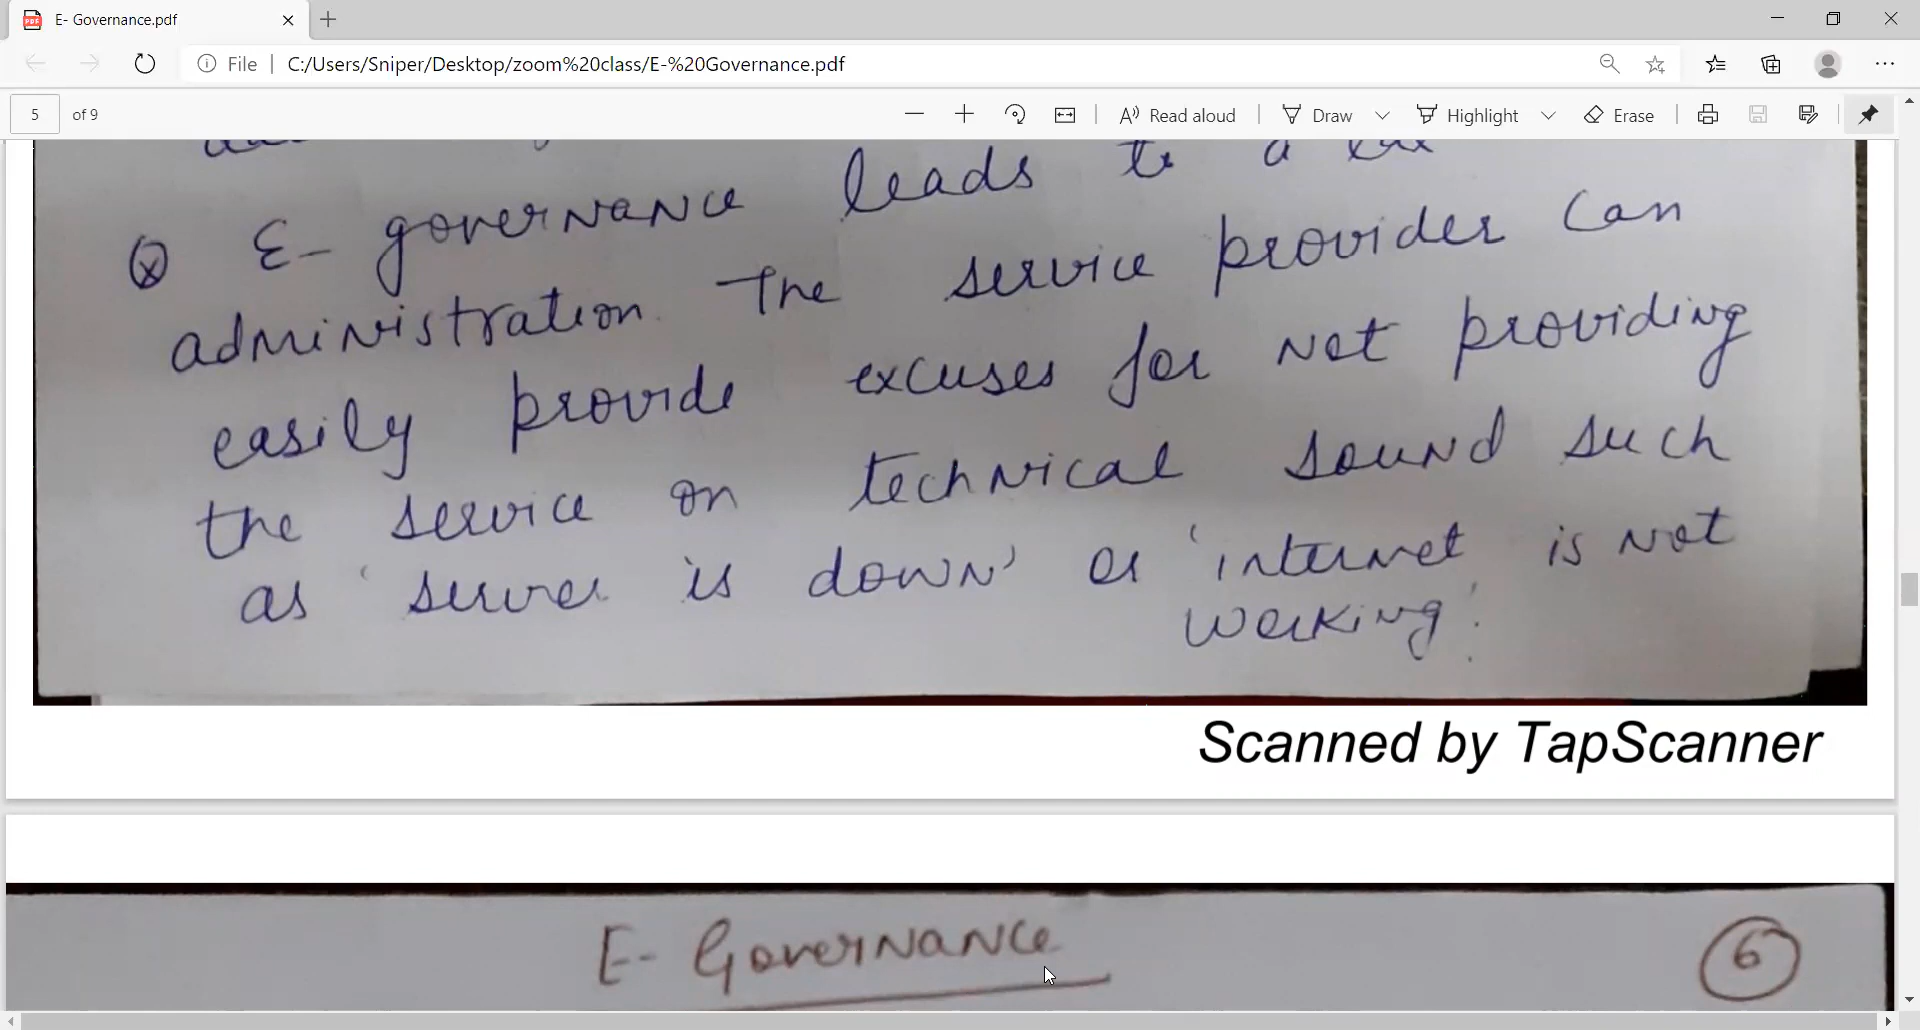 E- Governance.pdf
File
C:/Users/Sniper/Desktop/zoom%20class/E-%20Governance.pdf
5 of 9
Read aloud
Draw
Highlight
Erase
E- governance leads to a
administration. The service provider can
easily provide excuses for not providing
the service on technical sound such
as 'server is down' or 'internet is not
working'.
Scanned by TapScanner
E- Governance
6